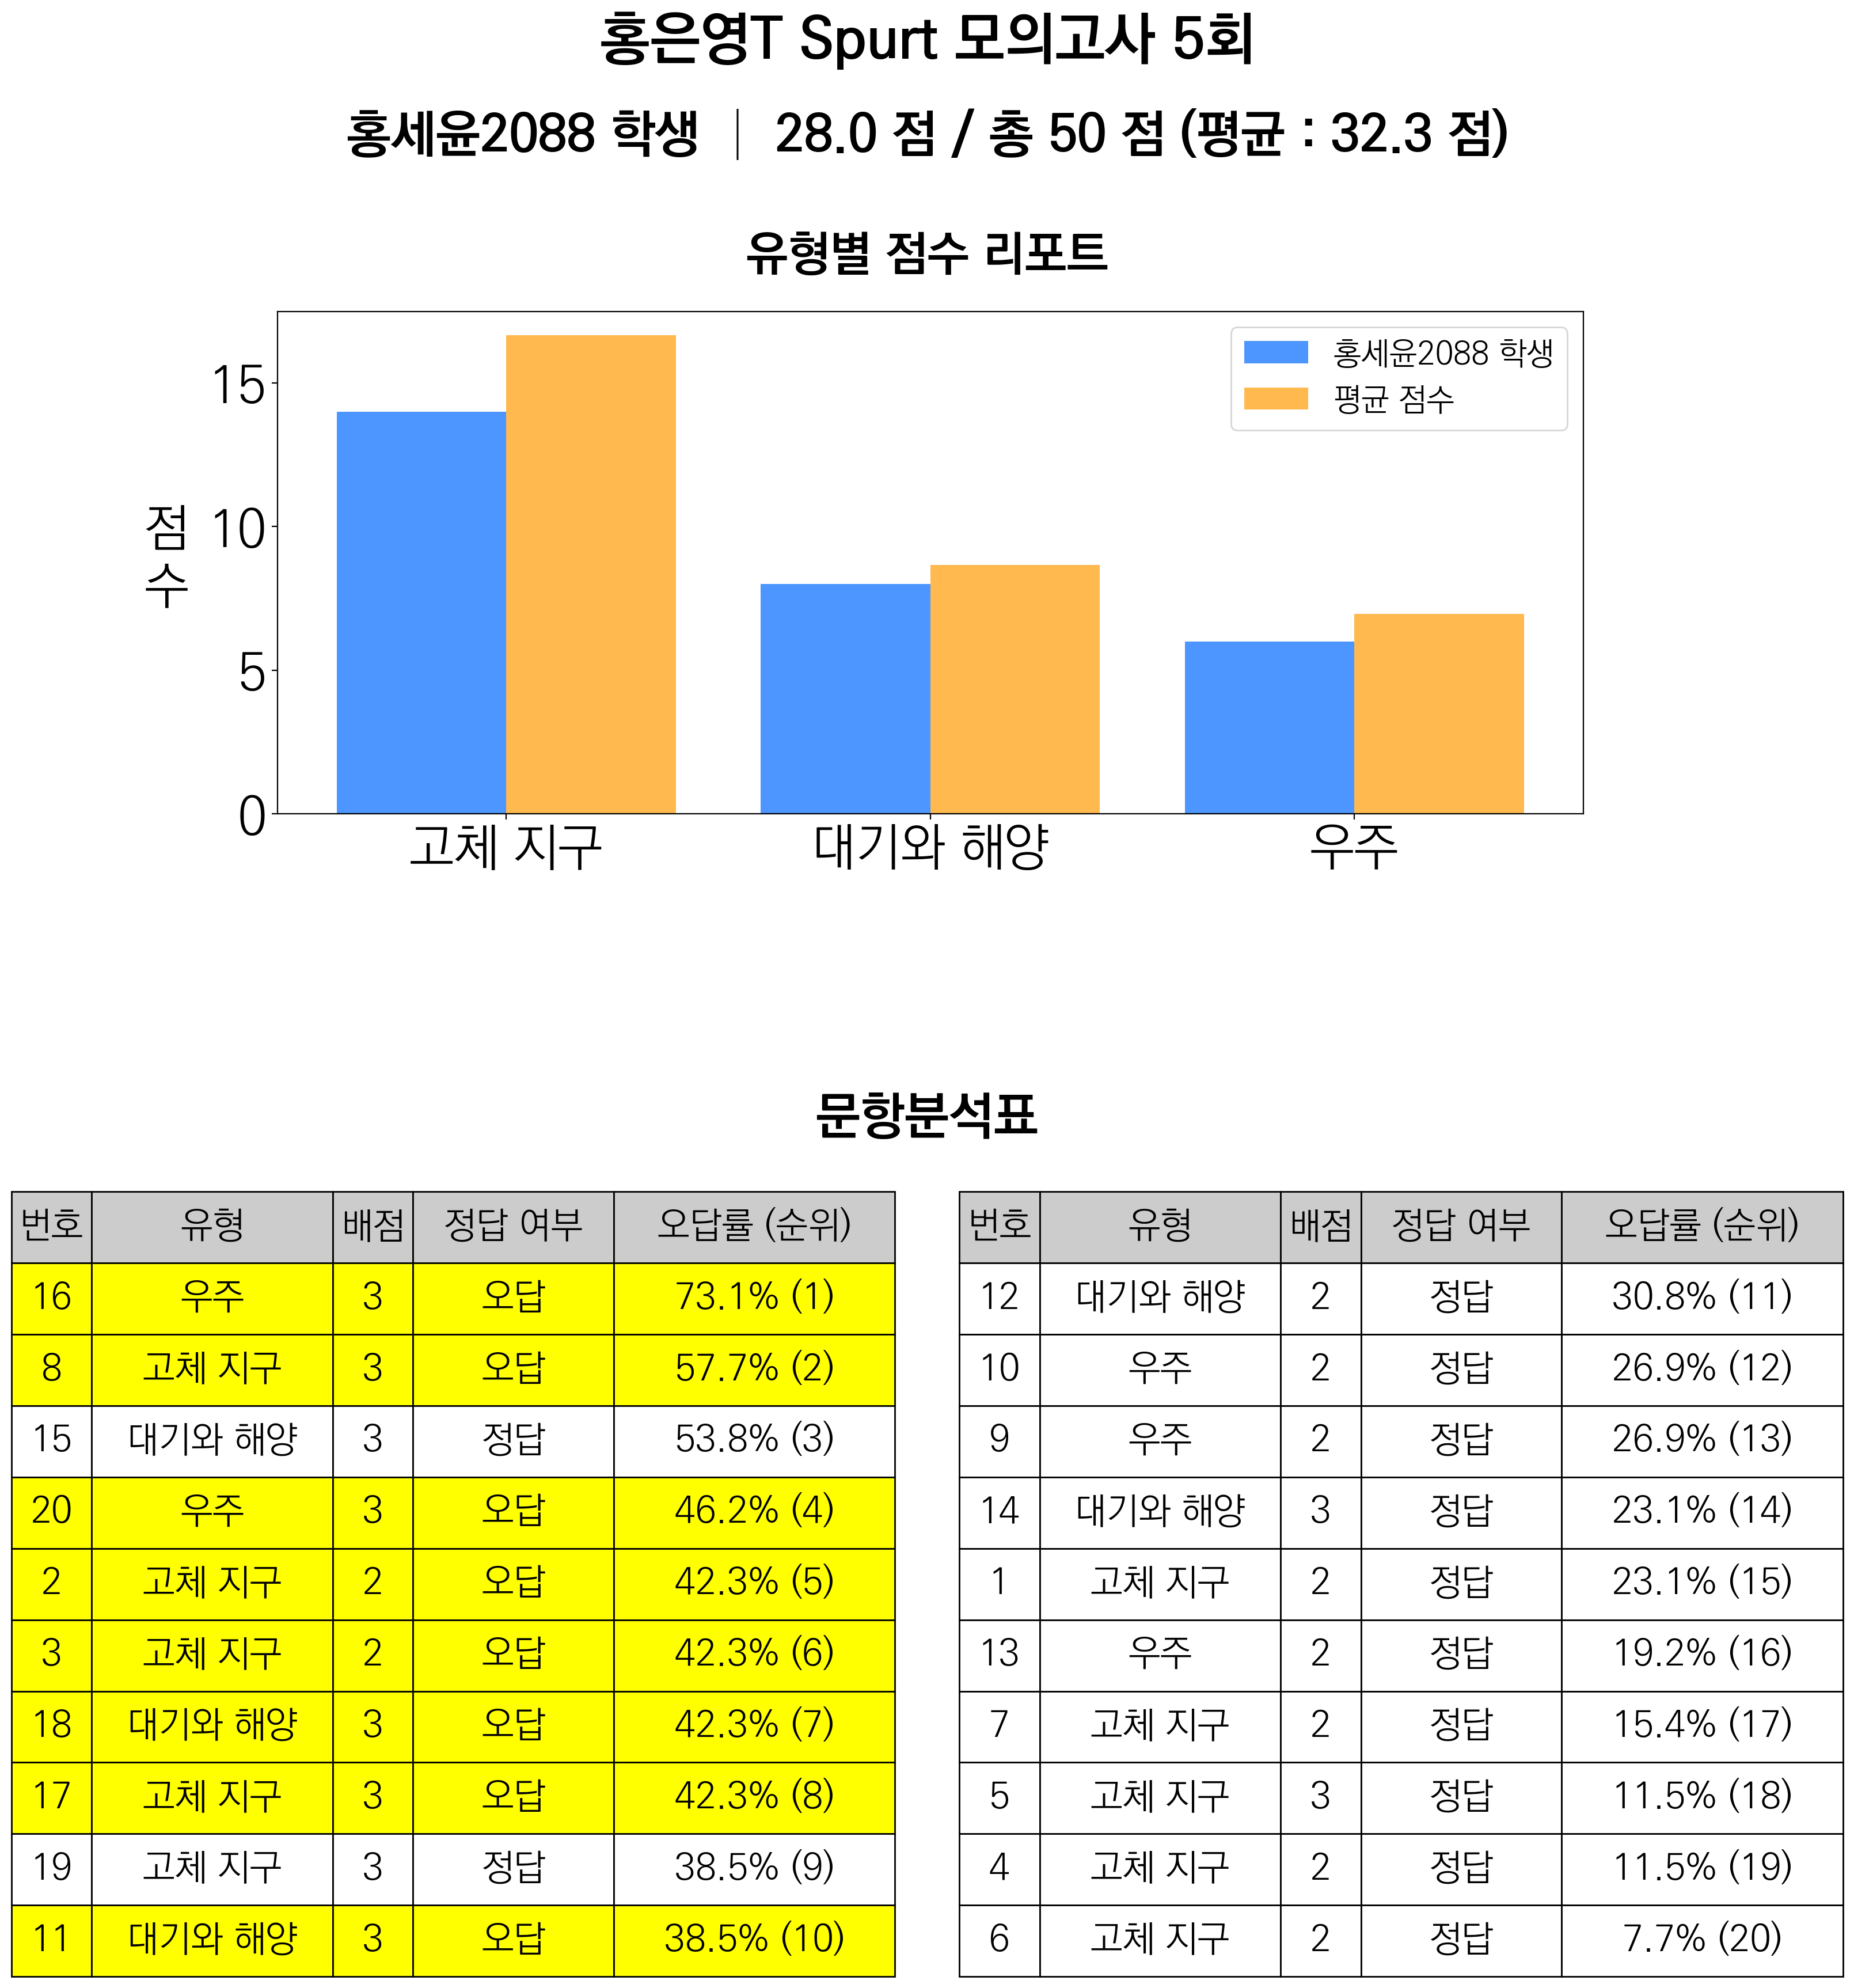 홍은영T Spurt 모의고사 5회
홍세윤2088 학생 | 28.0 점 / 총 50 점 (평균 : 32.3 점)
유형별 점수 리포트
홍세윤2088 학생
평균 점수
점수
15
10
5
0
고체 지구 대기와 해양 우주
문항분석표
번호 유형 배점 정답 여부 오답률 (순위)
16 우주 3 오답 73.1% (1)
8 고체 지구 3 오답 57.7% (2)
15 대기와 해양 3 정답 53.8% (3)
20 우주 3 오답 46.2% (4)
2 고체 지구 2 오답 42.3% (5)
3 고체 지구 2 오답 42.3% (6)
18 대기와 해양 3 오답 42.3% (7)
17 고체 지구 3 오답 42.3% (8)
19 고체 지구 3 정답 38.5% (9)
11 대기와 해양 3 오답 38.5% (10)
번호 유형 배점 정답 여부 오답률 (순위)
12 대기와 해양 2 정답 30.8% (11)
10 우주 2 정답 26.9% (12)
9 우주 2 정답 26.9% (13)
14 대기와 해양 3 정답 23.1% (14)
1 고체 지구 2 정답 23.1% (15)
13 우주 2 정답 19.2% (16)
7 고체 지구 2 정답 15.4% (17)
5 고체 지구 3 정답 11.5% (18)
4 고체 지구 2 정답 11.5% (19)
6 고체 지구 2 정답 7.7% (20)